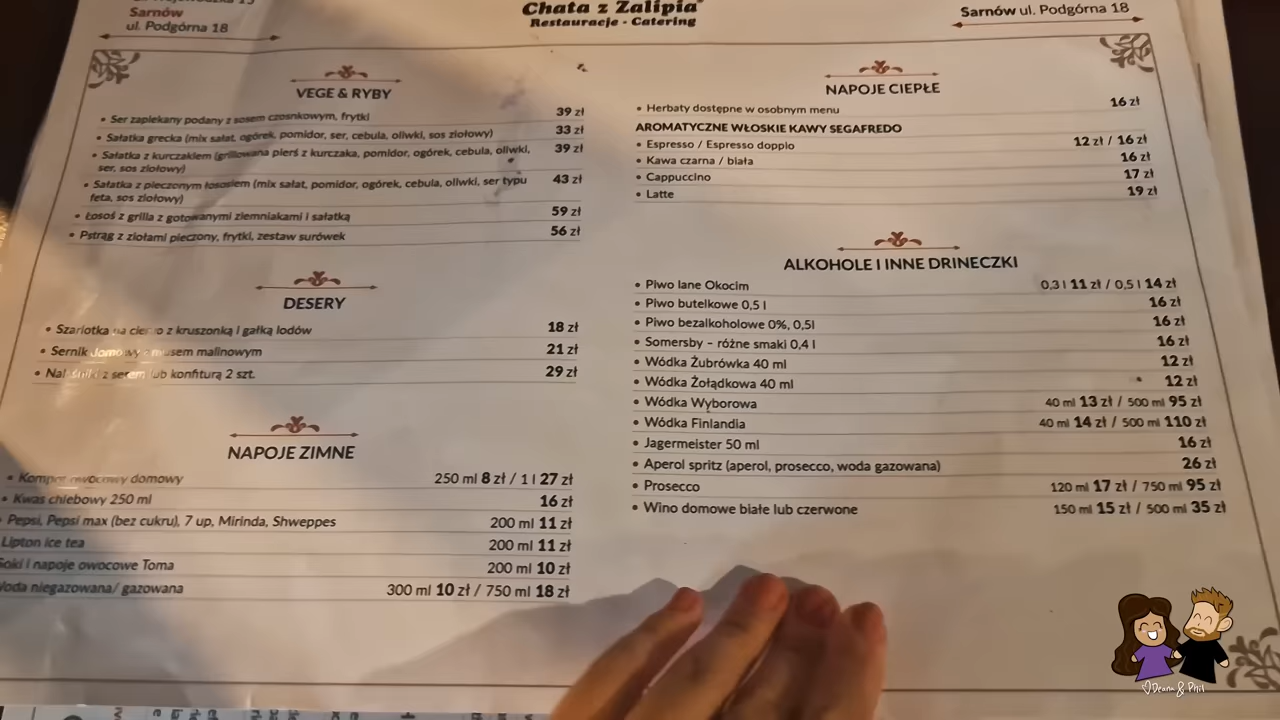 Sarnów
ul. Podgórna 18
Chata z Zalipia
Restauracje - Catering
Sarnów ul. Podgórna 18
VEGE & RYBY
• Ser zapiekany podany z sosem czosnkowym, frytki 39 zł
• Sałatka grecka (mix sałat, ogórek, pomidor, ser, cebula, oliwki, sos ziołowy) 33 zł
• Sałatka z kurczakiem (grillowana pierś z kurczaka, pomidor, ogórek, cebula, oliwki, 39 zł
ser, sos ziołowy)
• Sałatka z pieczonym łososiem (mix sałat, pomidor, ogórek, cebula, oliwki, ser typu 43 zł
feta, sos ziołowy)
• Łosoś z grilla z gotowanymi ziemniakami i sałatką 59 zł
• Pstrąg z ziołami pieczony, frytki, zestaw surówek 56 zł
DESERY
• Szarlotka na ciepło z kruszonką i gałką lodów 18 zł
• Sernik domowy z musem malinowym 21 zł
• z serem lub konfiturą 2 szt. 29 zł
NAPOJE ZIMNE
• Kompot owocowy domowy 250 ml 8 zł / 1 l 27 zł
• Kwas chlebowy 250 ml 16 zł
Pepsi, Pepsi max (bez cukru), 7 up, Mirinda, Shweppes 200 ml 11 zł
Lipton ice tea 200 ml 11 zł
Soki i napoje owocowe Toma 200 ml 10 zł
Woda niegazowana/ gazowana 300 ml 10 zł / 750 ml 18 zł
NAPOJE CIEPŁE
• Herbaty dostępne w osobnym menu 16 zł
AROMATYCZNE WŁOSKIE KAWY SEGAFREDO
• Espresso / Espresso doppio 12 zł / 16 zł
• Kawa czarna / biała 16 zł
• Cappuccino 17 zł
• Latte 19 zł
ALKOHOLE I INNE DRINECZKI
• Piwo lane Okocim 0,3 l 11 zł / 0,5 l 14 zł
• Piwo butelkowe 0,5 l 16 zł
• Piwo bezalkoholowe 0%, 0,5l 16 zł
• Somersby – różne smaki 0,4 l 16 zł
• Wódka Żubrówka 40 ml 12 zł
• Wódka Żołądkowa 40 ml 12 zł
• Wódka Wyborowa 40 ml 13 zł / 500 ml 95 zł
• Wódka Finlandia 40 ml 14 zł / 500 ml 110 zł
• Jagermeister 50 ml 16 zł
• Aperol spritz (aperol, prosecco, woda gazowana) 26 zł
• Prosecco 120 ml 17 zł / 750 ml 95 zł
• Wino domowe białe lub czerwone 150 ml 15 zł / 500 ml 35 zł
Deana & Phil